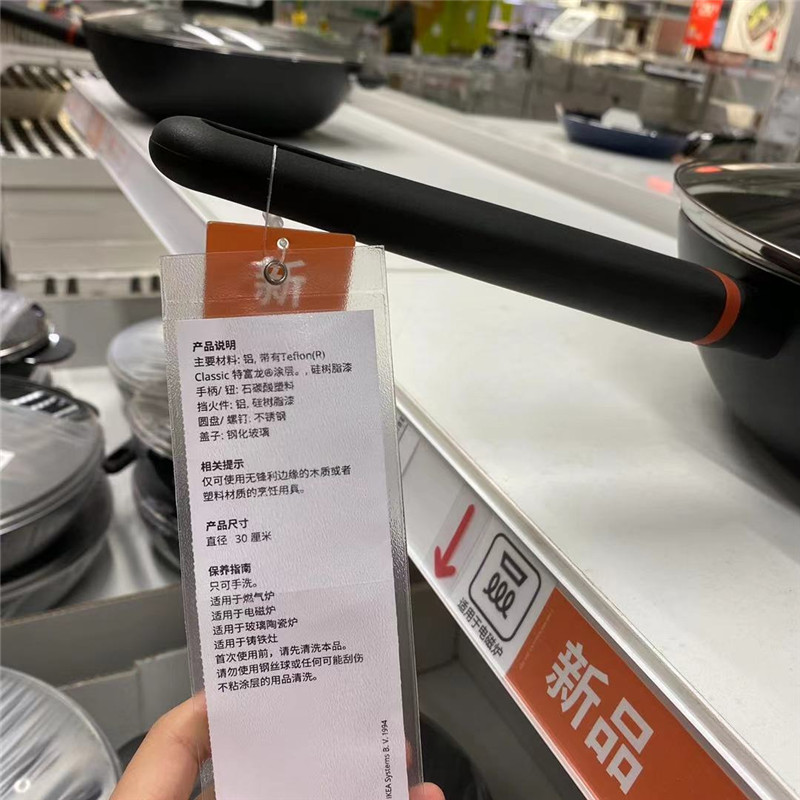 新
产品说明
主要材料: 铝, 带有Teflon(R)
Classic 特富龙®涂层。, 硅树脂漆
手柄/ 钮: 石碳酸塑料
挡火件: 铝, 硅树脂漆
圆盘/ 螺钉: 不锈钢
盖子: 钢化玻璃
相关提示
仅可使用无锋利边缘的木质或者
塑料材质的烹饪用具。
产品尺寸
直径 30 厘米
保养指南
只可手洗。
适用于燃气炉
适用于电磁炉
适用于玻璃陶瓷炉
适用于铸铁灶
首次使用前，请先清洗本品。
请勿使用钢丝球或任何可能刮伤
不粘涂层的用品清洗。
IKEA Systems B. V. 1994
适用于电磁炉
新品